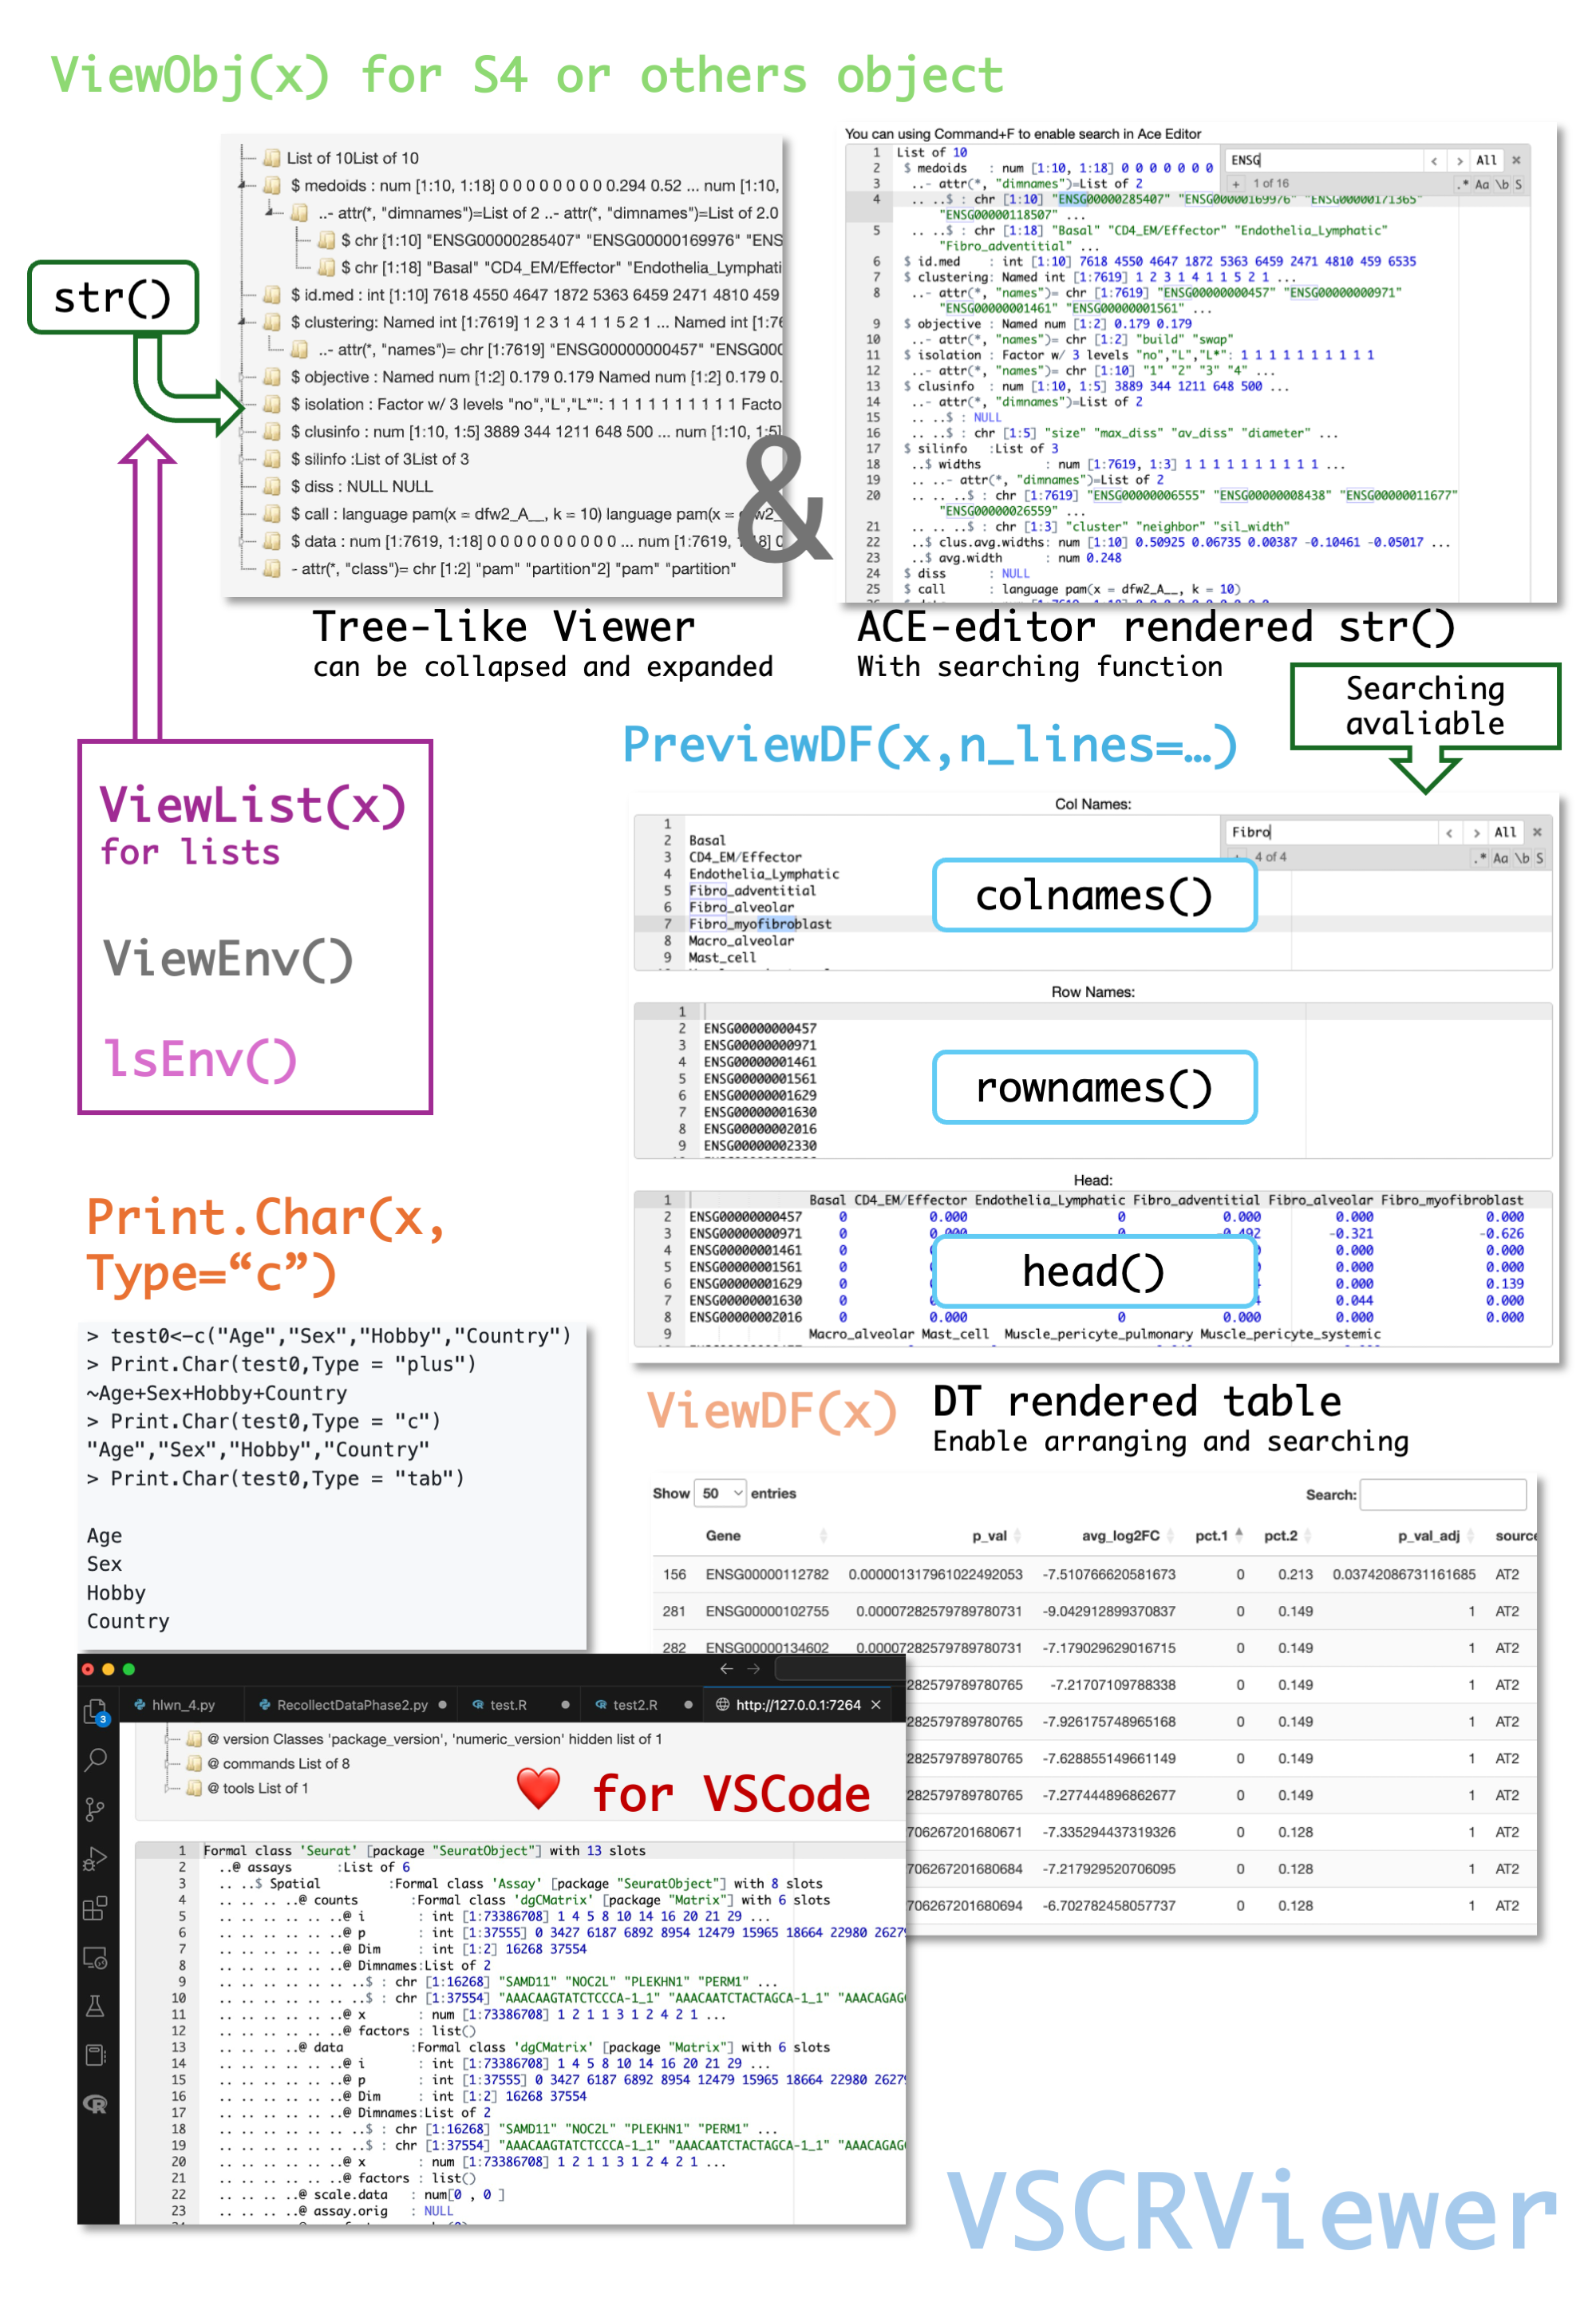 ViewObj(x) for S4 or others object
List of 10List of 10
$ medoids : num [1:10, 1:18] 0 0 0 0 0 0 0 0 0.294 0.52 ... num [1:10,
..- attr(*, "dimnames")=List of 2 ..- attr(*, "dimnames")=List of 2.0
$ chr [1:10] "ENSG00000285407" "ENSG00000169976" "ENS
$ chr [1:18] "Basal" "CD4_EM/Effector" "Endothelia_Lymphati
$ id.med : int [1:10] 7618 4550 4647 1872 5363 6459 2471 4810 459
$ clustering: Named int [1:7619] 1 2 3 1 4 1 1 5 2 1 ... Named int [1:76
..- attr(*, "names")= chr [1:7619] "ENSG00000000457" "ENSG000
$ objective : Named num [1:2] 0.179 0.179 Named num [1:2] 0.179 0.
$ isolation : Factor w/ 3 levels "no","L","L*": 1 1 1 1 1 1 1 1 1 1 Facto
$ clusinfo : num [1:10, 1:5] 3889 344 1211 648 500 ... num [1:10, 1:5]
$ silinfo :List of 3List of 3
$ diss : NULL NULL
$ call : language pam(x = dfw2_A__, k = 10) language pam(x =
$ data : num [1:7619, 1:18] 0 0 0 0 0 0 0 0 0 0 ... num [1:7619,
- attr(*, "class")= chr [1:2] "pam" "partition"2] "pam" "partition"
str()
&
Tree-like Viewer
can be collapsed and expanded
You can using Command+F to enable search in Ace Editor
ENSG
All
+ 1 of 16 .* Aa \b S
1 List of 10
2 $ medoids : num [1:10, 1:18] 0 0 0 0 0 0 0
3 ..- attr(*, "dimnames")=List of 2
4 .. ..$ : chr [1:10] "ENSG00000285407" "ENSG00000169976" "ENSG00000171365"
"ENSG00000118507" ...
5 .. ..$ : chr [1:18] "Basal" "CD4_EM/Effector" "Endothelia_Lymphatic"
"Fibro_adventitial" ...
6 $ id.med : int [1:10] 7618 4550 4647 1872 5363 6459 2471 4810 459 6535
7 $ clustering: Named int [1:7619] 1 2 3 1 4 1 1 5 2 1 ...
8 ..- attr(*, "names")= chr [1:7619] "ENSG00000000457" "ENSG00000000971"
"ENSG00000001461" "ENSG00000001561" ...
9 $ objective : Named num [1:2] 0.179 0.179
10 ..- attr(*, "names")= chr [1:2] "build" "swap"
11 $ isolation : Factor w/ 3 levels "no","L","L*": 1 1 1 1 1 1 1 1 1 1
12 ..- attr(*, "names")= chr [1:10] "1" "2" "3" "4" ...
13 $ clusinfo : num [1:10, 1:5] 3889 344 1211 648 500 ...
14 ..- attr(*, "dimnames")=List of 2
15 .. ..$ : NULL
16 .. ..$ : chr [1:5] "size" "max_diss" "av_diss" "diameter" ...
17 $ silinfo :List of 3
18 ..$ widths : num [1:7619, 1:3] 1 1 1 1 1 1 1 1 1 1 ...
19 .. ..- attr(*, "dimnames")=List of 2
20 .. .. ..$ : chr [1:7619] "ENSG00000006555" "ENSG00000008438" "ENSG00000011677"
"ENSG00000026559" ...
21 .. .. ..$ : chr [1:3] "cluster" "neighbor" "sil_width"
22 ..$ clus.avg.widths: num [1:10] 0.50925 0.06735 0.00387 -0.10461 -0.05017 ...
23 ..$ avg.width : num 0.248
24 $ diss : NULL
25 $ call : language pam(x = dfw2_A__, k = 10)
ACE-editor rendered str()
With searching function
Searching
avaliable
ViewList(x)
for lists
ViewEnv()
lsEnv()
PreviewDF(x,n_lines=…)
Col Names:
Fibro
All
4 of 4 .* Aa \b S
1
2 Basal
3 CD4_EM/Effector
4 Endothelia_Lymphatic
5 Fibro_adventitial
6 Fibro_alveolar
7 Fibro_myofibroblast
8 Macro_alveolar
9 Mast_cell
colnames()
Row Names:
1
2 ENSG00000000457
3 ENSG00000000971
4 ENSG00000001461
5 ENSG00000001561
6 ENSG00000001629
7 ENSG00000001630
8 ENSG00000002016
9 ENSG00000002330
rownames()
Head:
1 Basal CD4_EM/Effector Endothelia_Lymphatic Fibro_adventitial Fibro_alveolar Fibro_myofibroblast
2 ENSG00000000457 0 0.000 0 0.000 0.000 0.000
3 ENSG00000000971 0 0.000 0 -0.492 -0.321 -0.626
4 ENSG00000001461 0 0.000 0.000
5 ENSG00000001561 0 0.000 0.000
6 ENSG00000001629 0 0.000 0.139
7 ENSG00000001630 0 0.044 0.000
8 ENSG00000002016 0 0.000 0 0.000 0.000 0.000
9 Macro_alveolar Mast_cell Muscle_pericyte_pulmonary Muscle_pericyte_systemic
head()
Print.Char(x,
Type=“c”)
> test0<-c("Age","Sex","Hobby","Country")
> Print.Char(test0,Type = "plus")
~Age+Sex+Hobby+Country
> Print.Char(test0,Type = "c")
"Age","Sex","Hobby","Country"
> Print.Char(test0,Type = "tab")
Age
Sex
Hobby
Country
ViewDF(x)
DT rendered table
Enable arranging and searching
Show 50 entries
Search:
Gene p_val avg_log2FC pct.1 pct.2 p_val_adj source
156 ENSG00000112782 0.000001317961022492053 -7.510766620581673 0 0.213 0.03742086731161685 AT2
281 ENSG00000102755 0.00007282579789780731 -9.042912899370837 0 0.149 1 AT2
282 ENSG00000134602 0.00007282579789780731 -7.179029629016715 0 0.149 1 AT2
282579789780765 -7.21707109788338 0 0.149 1 AT2
282579789780765 -7.926175748965168 0 0.149 1 AT2
282579789780765 -7.628855149661149 0 0.149 1 AT2
282579789780765 -7.277444896862677 0 0.149 1 AT2
706267201680671 -7.335294437319326 0 0.128 1 AT2
706267201680684 -7.217929520706095 0 0.128 1 AT2
706267201680694 -6.702782458057737 0 0.128 1 AT2
3
hlwn_4.py RecollectDataPhase2.py test.R test2.R http://127.0.0.1:7264
@ version Classes 'package_version', 'numeric_version' hidden list of 1
@ commands List of 8
@ tools List of 1
❤️ for VSCode
1 Formal class 'Seurat' [package "SeuratObject"] with 13 slots
2 ..@ assays :List of 6
3 .. ..$ Spatial :Formal class 'Assay' [package "SeuratObject"] with 8 slots
4 .. .. .. ..@ counts :Formal class 'dgCMatrix' [package "Matrix"] with 6 slots
5 .. .. .. .. .. ..@ i : int [1:73386708] 1 4 5 8 10 14 16 20 21 29 ...
6 .. .. .. .. .. ..@ p : int [1:37555] 0 3427 6187 6892 8954 12479 15965 18664 22980 26279
7 .. .. .. .. .. ..@ Dim : int [1:2] 16268 37554
8 .. .. .. .. .. ..@ Dimnames:List of 2
9 .. .. .. .. .. .. ..$ : chr [1:16268] "SAMD11" "NOC2L" "PLEKHN1" "PERM1" ...
10 .. .. .. .. .. .. ..$ : chr [1:37554] "AAACAAGTATCTCCCA-1_1" "AAACAATCTACTAGCA-1_1" "AAACAGAG
11 .. .. .. .. .. ..@ x : num [1:73386708] 1 2 1 1 3 1 2 4 2 1 ...
12 .. .. .. .. .. ..@ factors : list()
13 .. .. .. ..@ data :Formal class 'dgCMatrix' [package "Matrix"] with 6 slots
14 .. .. .. .. .. ..@ i : int [1:73386708] 1 4 5 8 10 14 16 20 21 29 ...
15 .. .. .. .. .. ..@ p : int [1:37555] 0 3427 6187 6892 8954 12479 15965 18664 22980 26279
16 .. .. .. .. .. ..@ Dim : int [1:2] 16268 37554
17 .. .. .. .. .. ..@ Dimnames:List of 2
18 .. .. .. .. .. .. ..$ : chr [1:16268] "SAMD11" "NOC2L" "PLEKHN1" "PERM1" ...
19 .. .. .. .. .. .. ..$ : chr [1:37554] "AAACAAGTATCTCCCA-1_1" "AAACAATCTACTAGCA-1_1" "AAACAGAG
20 .. .. .. .. .. ..@ x : num [1:73386708] 1 2 1 1 3 1 2 4 2 1 ...
21 .. .. .. .. .. ..@ factors : list()
22 .. .. .. ..@ scale.data : num[0 , 0 ]
23 .. .. .. ..@ assay.orig : NULL
VSCRViewer